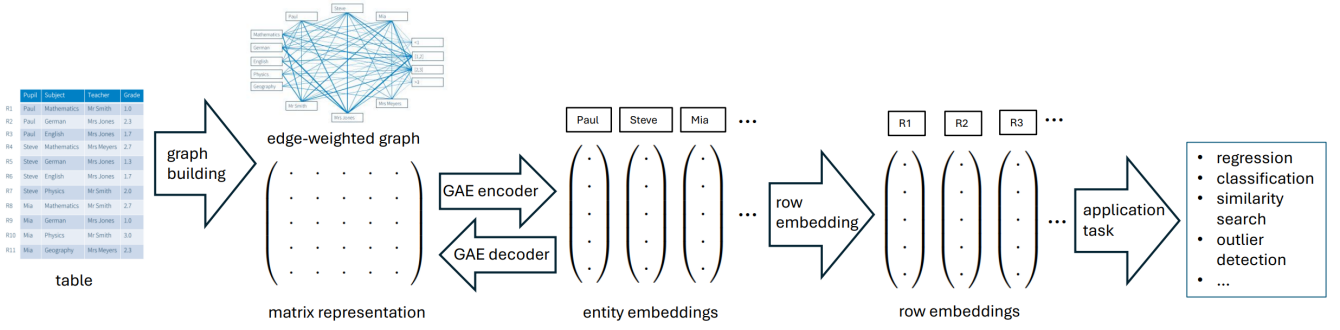 Pupil Subject Teacher Grade
R1 Paul Mathematics Mr Smith 1.0
R2 Paul German Mrs Jones 2.3
R3 Paul English Mrs Jones 1.7
R4 Steve Mathematics Mrs Meyers 2.7
R5 Steve German Mrs Jones 1.3
R6 Steve English Mrs Jones 1.7
R7 Steve Physics Mr Smith 2.0
R8 Mia Mathematics Mr Smith 2.7
R9 Mia German Mrs Jones 1.0
R10 Mia Physics Mr Smith 3.0
R11 Mia Geography Mrs Meyers 2.3
table
graph
building
Steve
Paul
Mia
Mathematics
German
English
Physics
Geography
Mr Smith
Mrs Jones
Mrs Meyers
[1,2)
[2,3)
edge-weighted graph
matrix representation
GAE encoder
GAE decoder
Paul Steve Mia ...
...
entity embeddings
row
embedding
R1 R2 R3 ...
...
row embeddings
application
task
• regression
• classification
• similarity
search
• outlier
detection
• ...